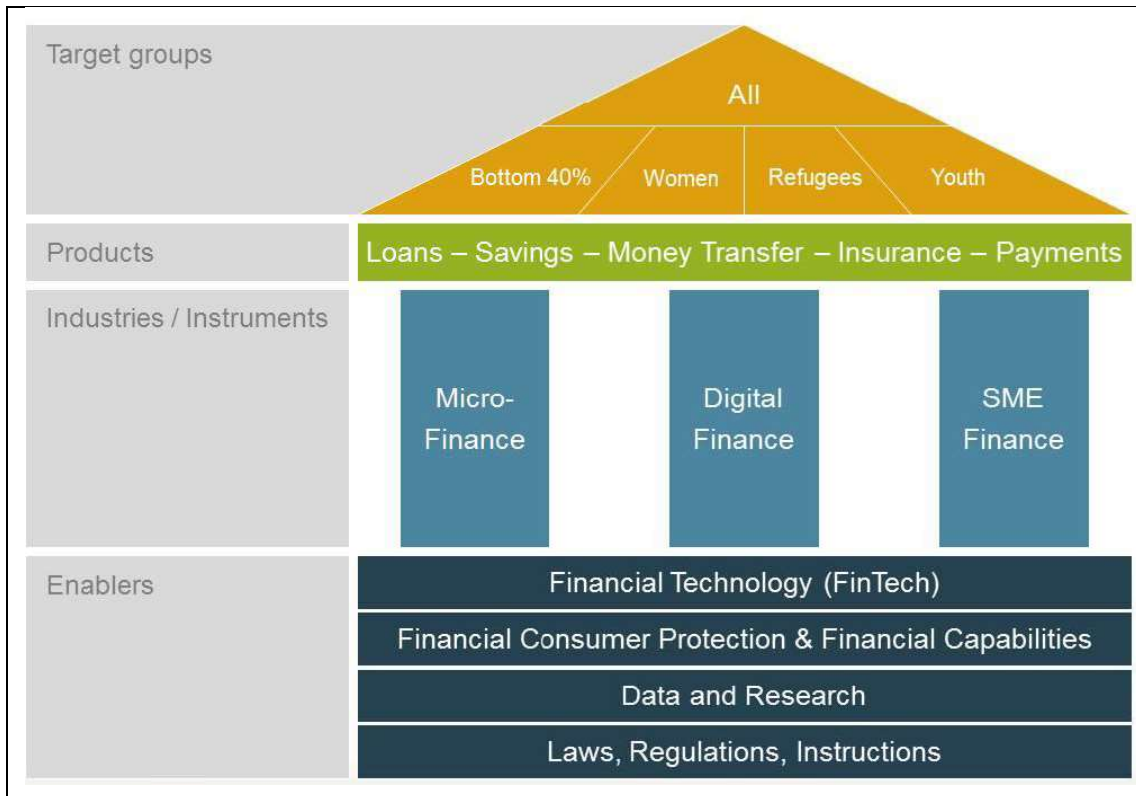 Target groups
All
Bottom 40%
Women
Refugees
Youth
Products
Loans – Savings – Money Transfer – Insurance – Payments
Industries / Instruments
Micro-
Finance
Digital
Finance
SME
Finance
Enablers
Financial Technology (FinTech)
Financial Consumer Protection & Financial Capabilities
Data and Research
Laws, Regulations, Instructions